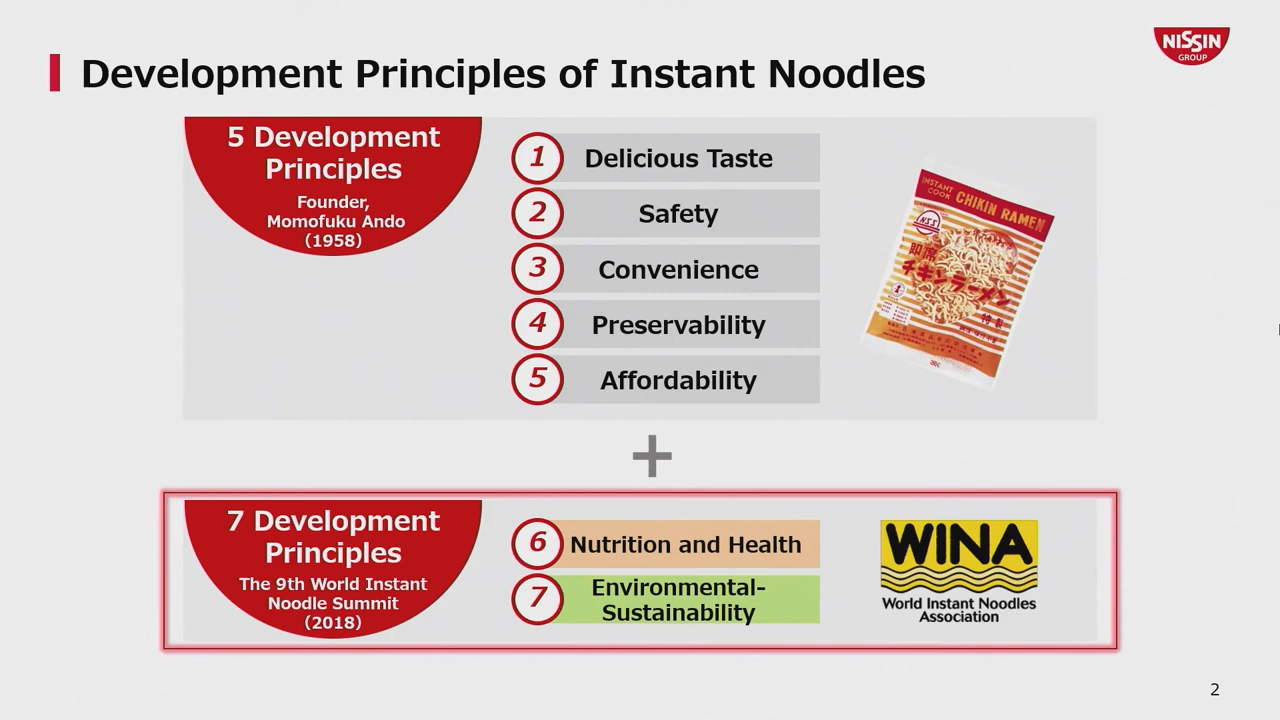 Development Principles of Instant Noodles
NISSIN
GROUP
5 Development
Principles
Founder,
Momofuku Ando
(1958)
1 Delicious Taste
2 Safety
3 Convenience
4 Preservability
5 Affordability
INSTANT
COOK CHIKIN RAMEN
即席
チキンラーメン
特製
+
7 Development
Principles
The 9th World Instant
Noodle Summit
(2018)
6 Nutrition and Health
7 Environmental-
Sustainability
WINA
World Instant Noodles
Association
2